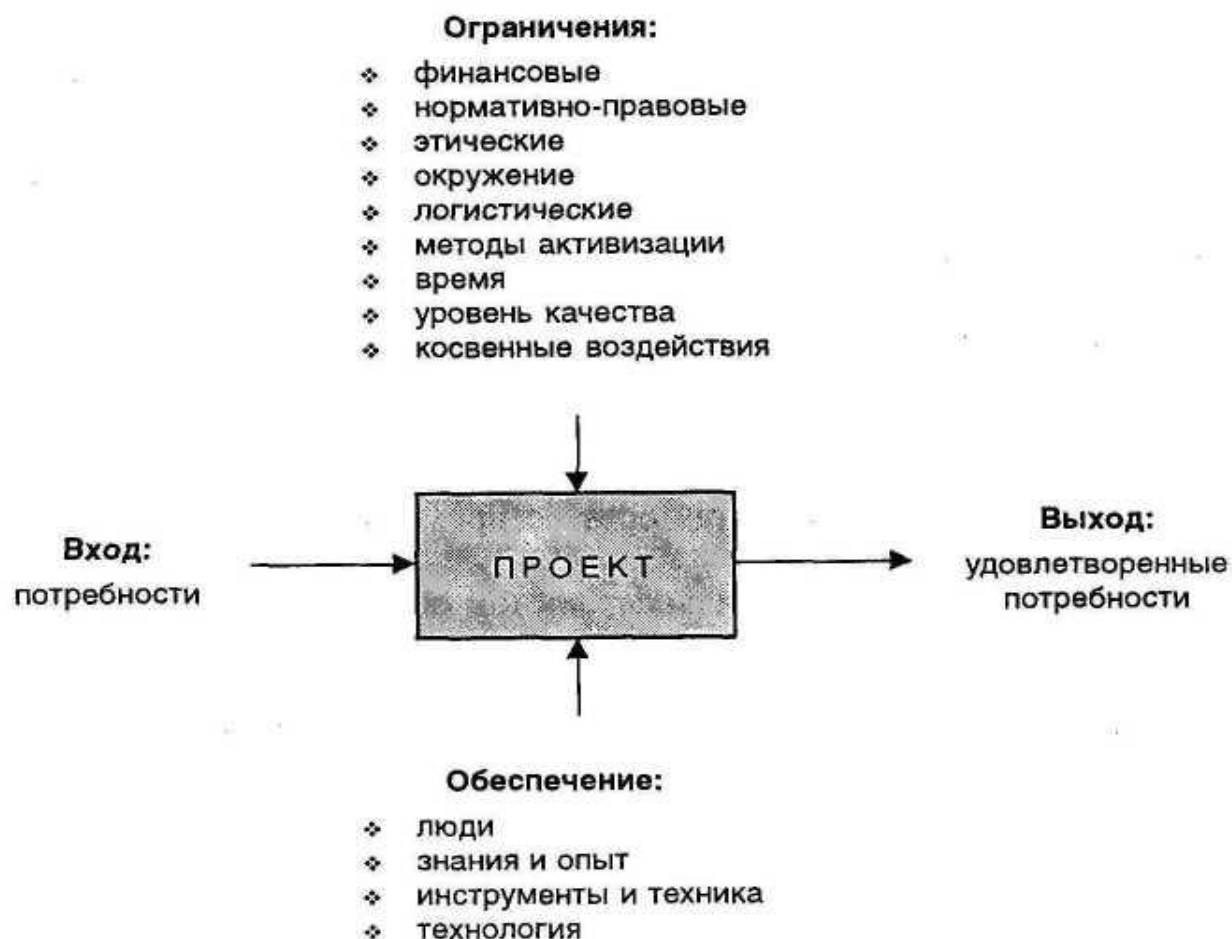 Ограничения:
❖ финансовые
❖ нормативно-правовые
❖ этические
❖ окружение
❖ логистические
❖ методы активизации
❖ время
❖ уровень качества
❖ косвенные воздействия
Вход:
потребности
ПРОЕКТ
Выход:
удовлетворенные
потребности
Обеспечение:
❖ люди
❖ знания и опыт
❖ инструменты и техника
❖ технология